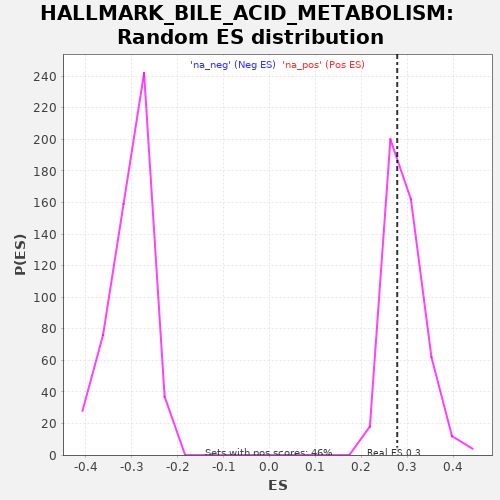 HALLMARK_BILE_ACID_METABOLISM:
Random ES distribution
'na_neg' (Neg ES) 'na_pos' (Pos ES)
240
220
200
180
160
140
120
100
80
60
40
20
0
P(ES)
Sets with pos scores: 46%
Real ES 0.3
-0.4 -0.3 -0.2 -0.1 0.0 0.1 0.2 0.3 0.4
ES